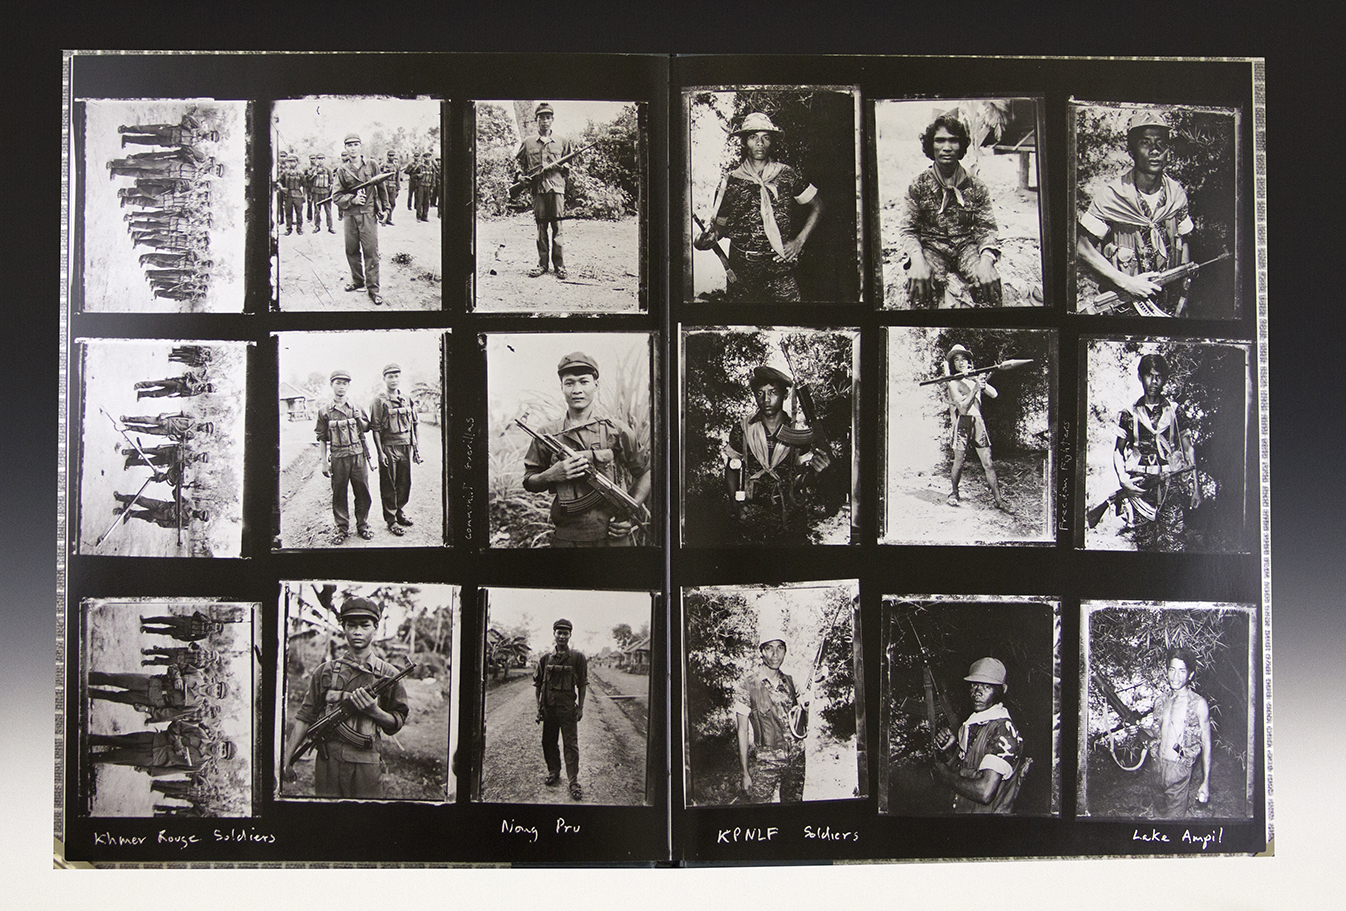 communist Guerillas
Khmer Rouge Soldiers
Nong Pru
Freedom Fighters
KPNLF Soldiers
Lake Ampil